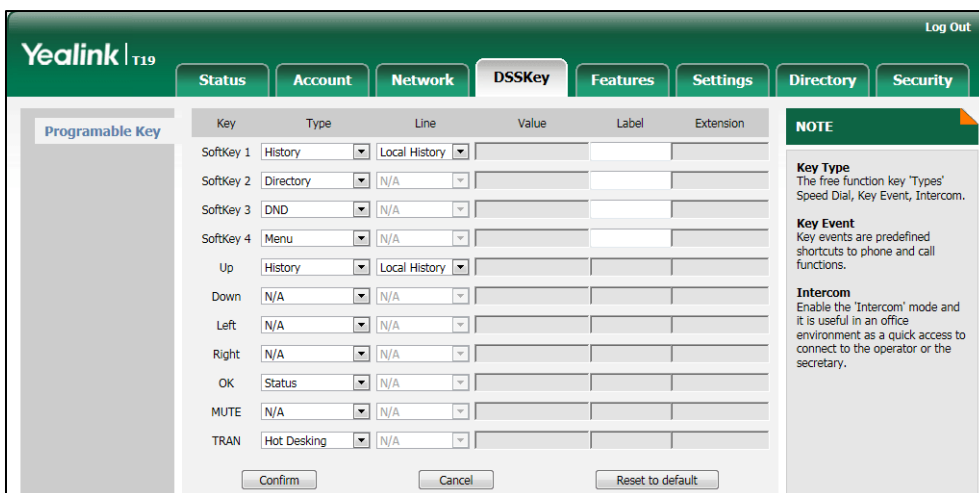 Log Out
Yealink T19
Status Account Network DSSKey Features Settings Directory Security
Programable Key
Key Type Line Value Label Extension
SoftKey 1 History Local History
SoftKey 2 Directory N/A
SoftKey 3 DND N/A
SoftKey 4 Menu N/A
Up History Local History
Down N/A N/A
Left N/A N/A
Right N/A N/A
OK Status N/A
MUTE N/A N/A
TRAN Hot Desking N/A
Confirm Cancel Reset to default
NOTE
Key Type
The free function key 'Types'
Speed Dial, Key Event, Intercom.
Key Event
Key events are predefined
shortcuts to phone and call
functions.
Intercom
Enable the 'Intercom' mode and
it is useful in an office
environment as a quick access to
connect to the operator or the
secretary.